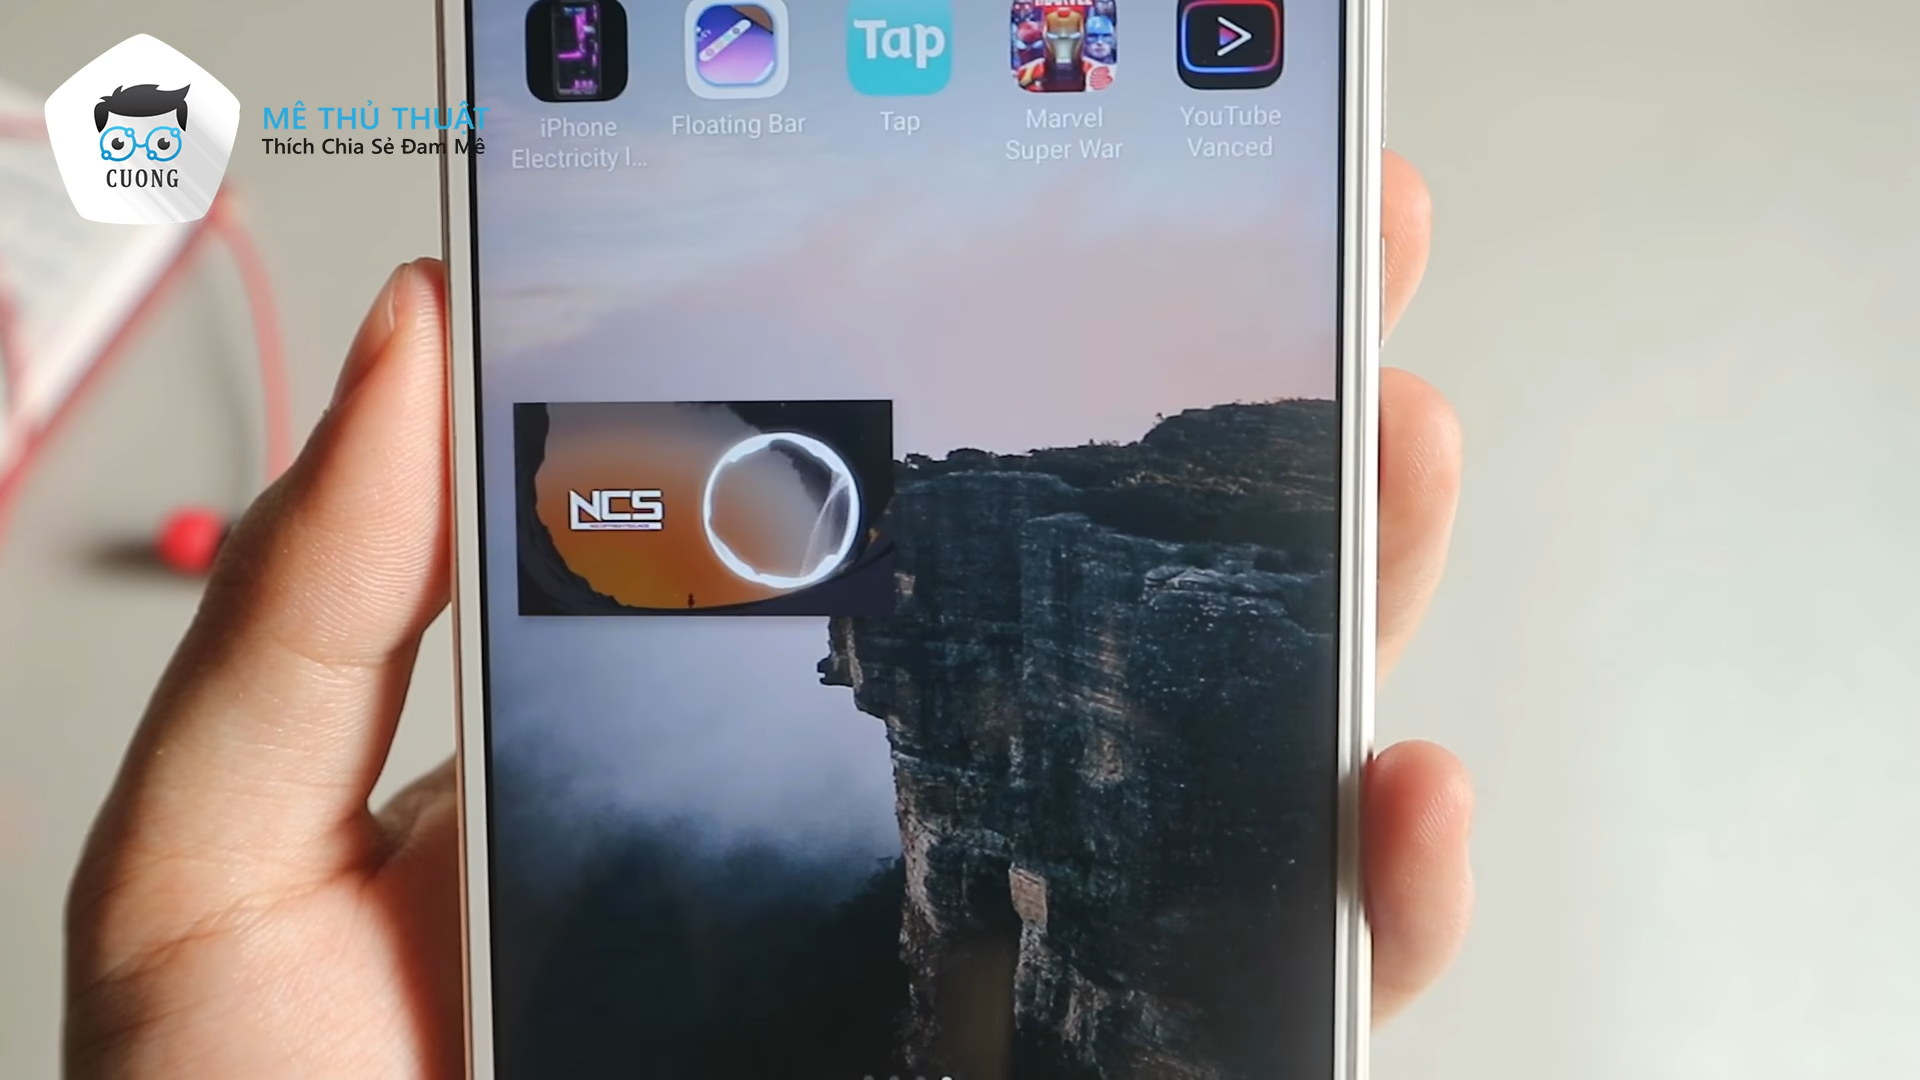 MÊ THỦ THUẬT
Thích Chia Sẻ Đam Mê
CUONG
Tap
MARVEL
iPhone
Electricity l...
Floating Bar
Tap
Marvel
Super War
YouTube
Vanced
NCS